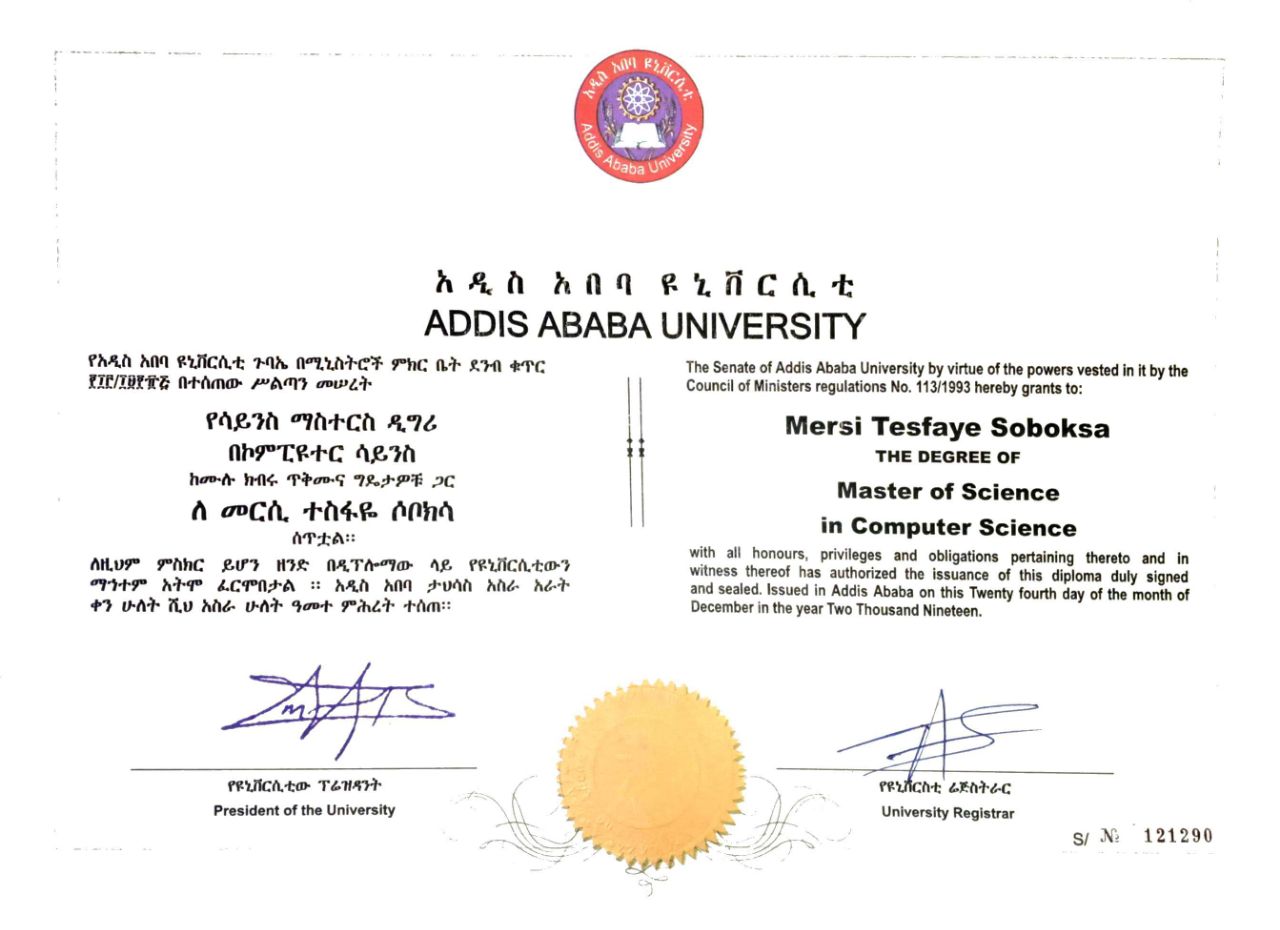 አዲስ አበባ ዩኒቨርሲቲ
Addis Ababa University
አዲስ አበባ ዩኒቨርሲቲ
ADDIS ABABA UNIVERSITY
የአዲስ አበባ ዩኒቨርሲቲ ጉባኤ በሚኒስትሮች ምክር ቤት ደንብ ቁጥር
፻፲፫/፲፱፻፹፭ በተሰጠው ሥልጣን መሠረት
የሳይንስ ማስተርስ ዲግሪ
በኮምፒዩተር ሳይንስ
ከሙሉ ክብሩ ጥቅሙና ግዴታዎቹ ጋር
ለ መርሲ ተስፋዬ ሶቦክሳ
ሰጥቷል፡፡
ለዚህም ምስክር ይሆን ዘንድ በዲፕሎማው ላይ የዩኒቨርሲቲውን
ማኅተም አትሞ ፈርሞበታል ፡፡ አዲስ አበባ ታህሳስ አስራ አራት
ቀን ሁለት ሺህ አስራ ሁለት ዓመተ ምሕረት ተሰጠ፡፡
The Senate of Addis Ababa University by virtue of the powers vested in it by the
Council of Ministers regulations No. 113/1993 hereby grants to:
Mersi Tesfaye Soboksa
THE DEGREE OF
Master of Science
in Computer Science
with all honours, privileges and obligations pertaining thereto and in
witness thereof has authorized the issuance of this diploma duly signed
and sealed. Issued in Addis Ababa on this Twenty fourth day of the month of
December in the year Two Thousand Nineteen.
የዩኒቨርሲቲው ፕሬዝዳንት
President of the University
የዩኒቨርስቲ ሬጅስትራር
University Registrar
S/ № 121290